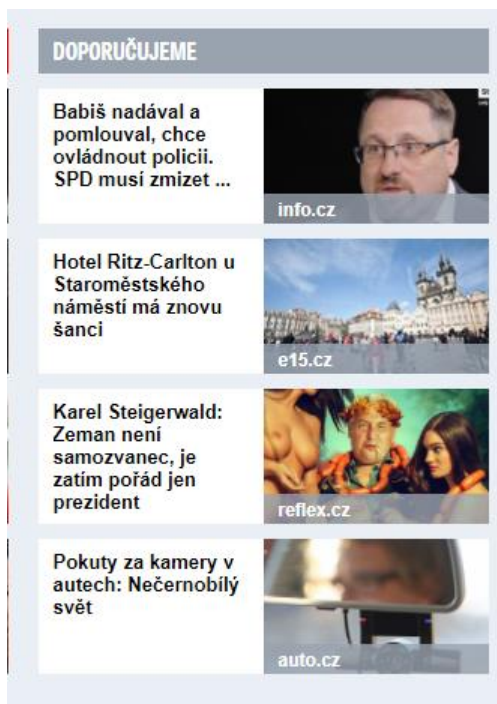 DOPORUČUJEME
Babiš nadával a
pomlouval, chce
ovládnout policii.
SPD musí zmizet ...
info.cz
Hotel Ritz-Carlton u
Staroměstského
náměstí má znovu
šanci
e15.cz
Karel Steigerwald:
Zeman není
samozvanec, je
zatím pořád jen
prezident
reflex.cz
Pokuty za kamery v
autech: Nečernobílý
svět
auto.cz